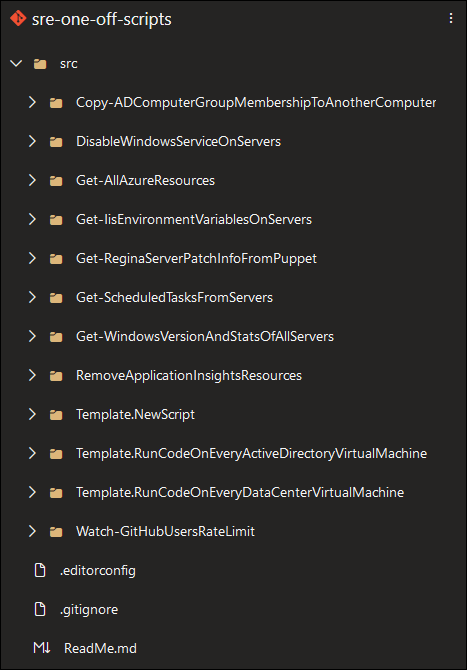 sre-one-off-scripts
src
Copy-ADComputerGroupMembershipToAnotherComputer
DisableWindowsServiceOnServers
Get-AllAzureResources
Get-IisEnvironmentVariablesOnServers
Get-ReginaServerPatchInfoFromPuppet
Get-ScheduledTasksFromServers
Get-WindowsVersionAndStatsOfAllServers
RemoveApplicationInsightsResources
Template.NewScript
Template.RunCodeOnEveryActiveDirectoryVirtualMachine
Template.RunCodeOnEveryDataCenterVirtualMachine
Watch-GitHubUsersRateLimit
.editorconfig
.gitignore
ReadMe.md